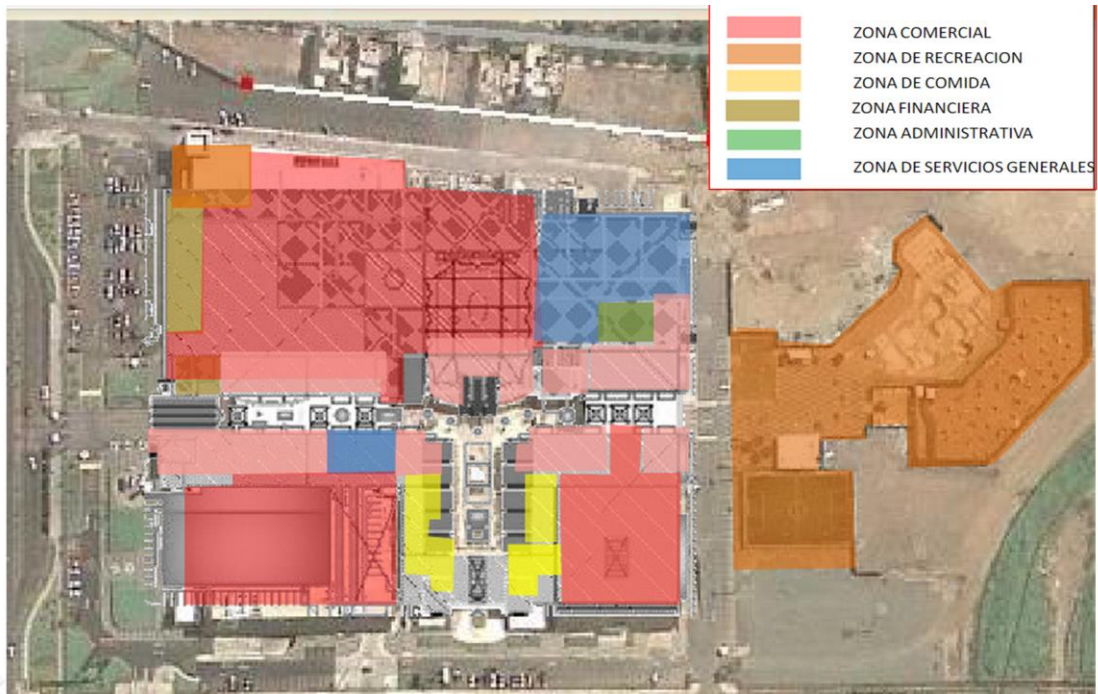 ZONA COMERCIAL
ZONA DE RECREACION
ZONA DE COMIDA
ZONA FINANCIERA
ZONA ADMINISTRATIVA
ZONA DE SERVICIOS GENERALES